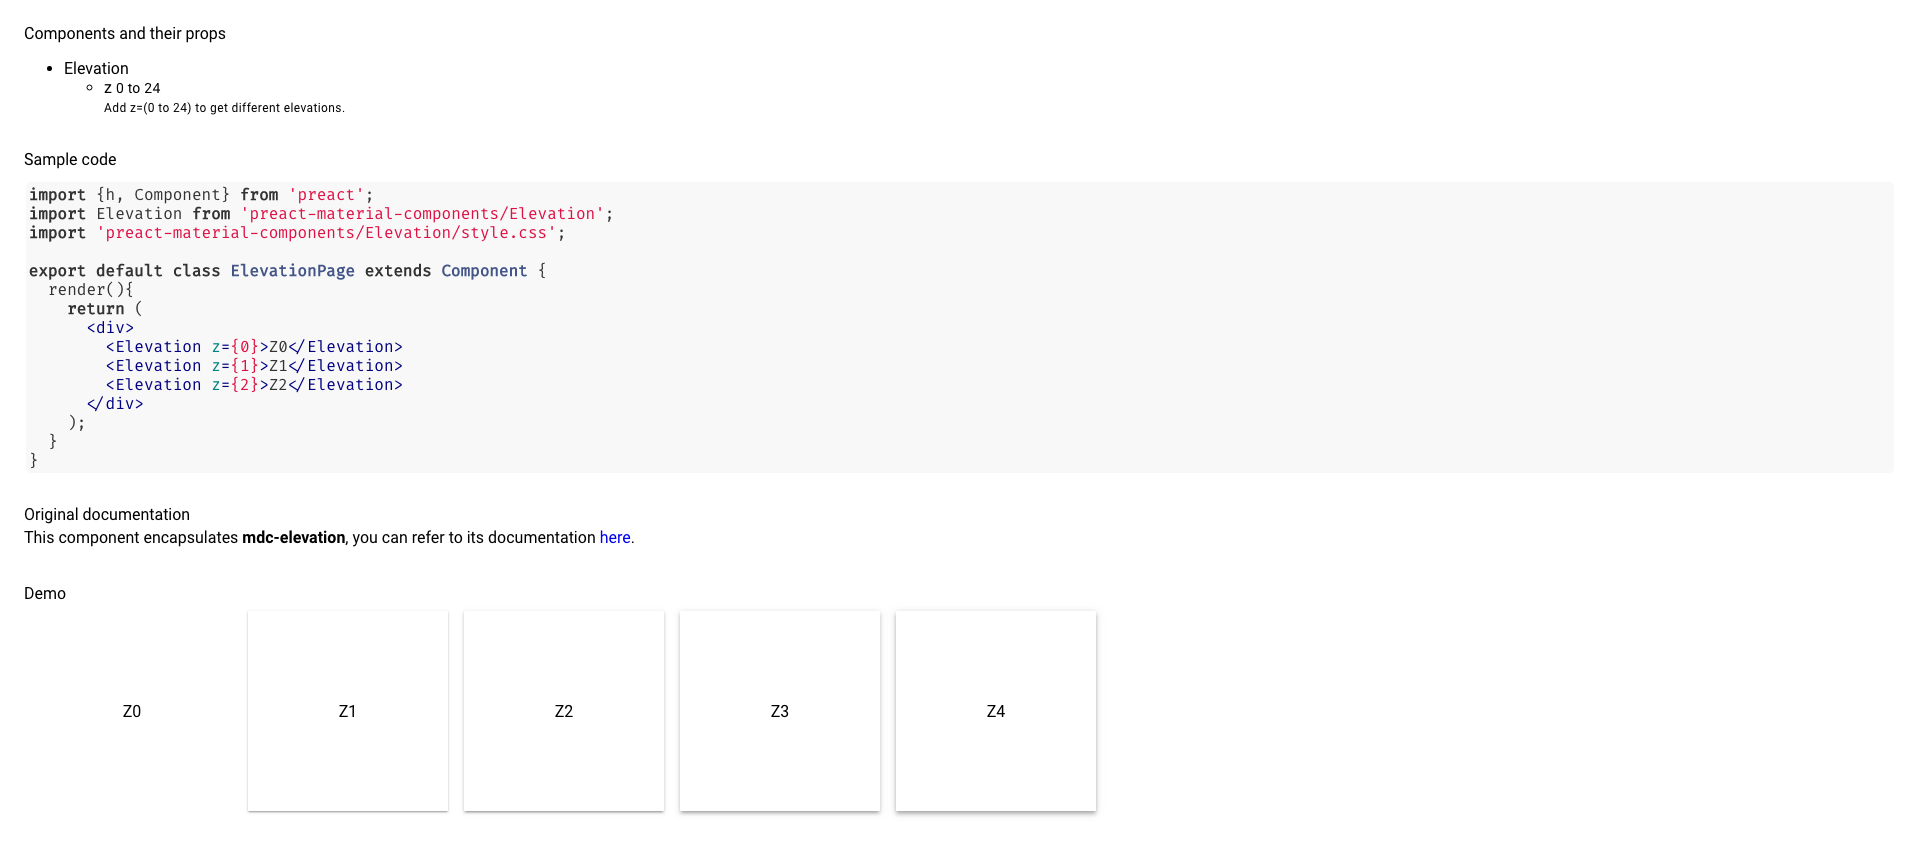 Components and their props
Elevation
z 0 to 24
Add z=(0 to 24) to get different elevations.
Sample code
import {h, Component} from 'preact';
import Elevation from 'preact-material-components/Elevation';
import 'preact-material-components/Elevation/style.css';
export default class ElevationPage extends Component {
  render(){
    return (
      <div>
        <Elevation z={0}>Z0</Elevation>
        <Elevation z={1}>Z1</Elevation>
        <Elevation z={2}>Z2</Elevation>
      </div>
    );
  }
}
Original documentation
This component encapsulates mdc-elevation, you can refer to its documentation here.
Demo
Z0 Z1 Z2 Z3 Z4